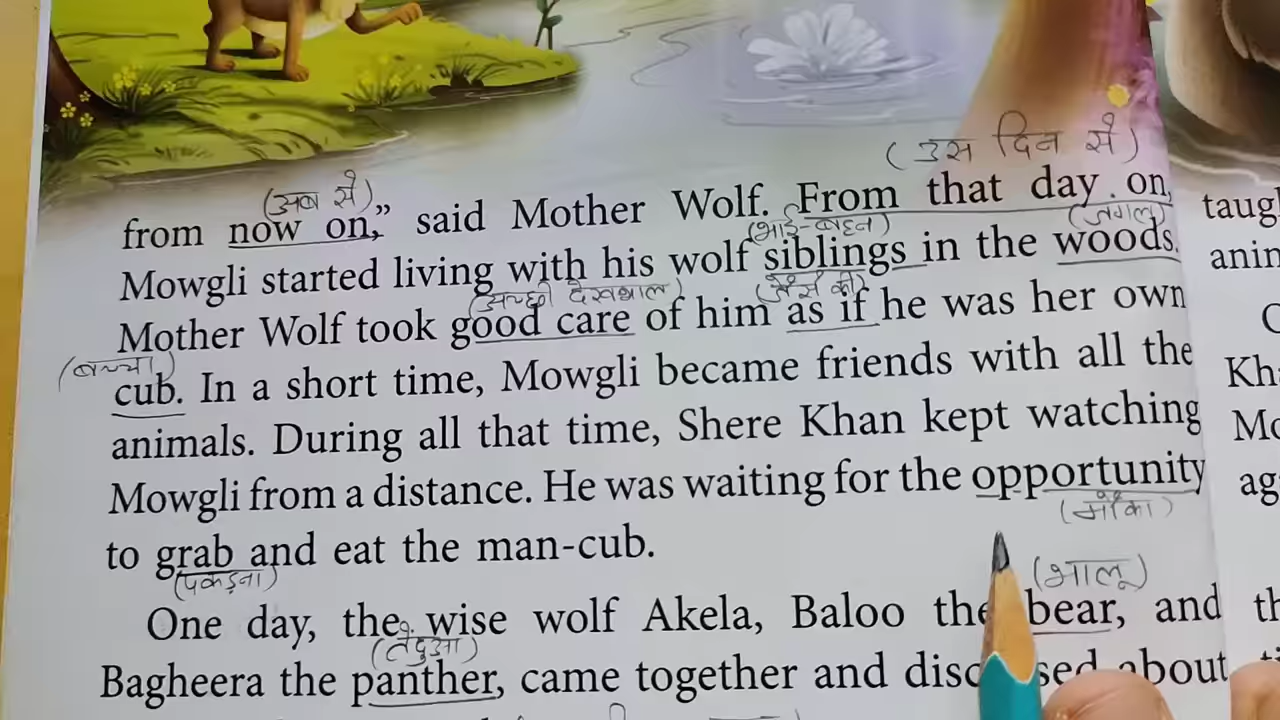 (उस दिन से)
(अब से)
from now on,” said Mother Wolf. From that day on,
taugh
(भाई-बहन) (जंगल)
Mowgli started living with his wolf siblings in the woods.
anim
(अच्छी देखभाल) (जैसे की)
Mother Wolf took good care of him as if he was her own
(बच्चा)
cub. In a short time, Mowgli became friends with all the
Kha
animals. During all that time, Shere Khan kept watching
Mo
Mowgli from a distance. He was waiting for the opportunity
ag
(मौका)
to grab and eat the man-cub.
(पकड़ना) (भालू)
One day, the wise wolf Akela, Baloo the bear, and th
(तेंदुआ)
Bagheera the panther, came together and disc sed about